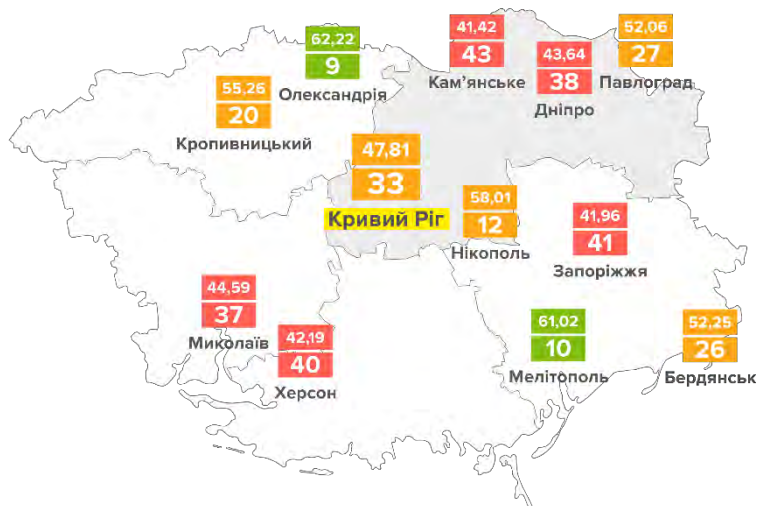 62,22
9
Олександрія
41,42
43
Кам’янське
43,64
38
Дніпро
52,06
27
Павлоград
55,26
20
Кропивницький
47,81
33
Кривий Ріг
58,01
12
Нікополь
41,96
41
Запоріжжя
44,59
37
Миколаїв
42,19
40
Херсон
61,02
10
Мелітополь
52,25
26
Бердянськ